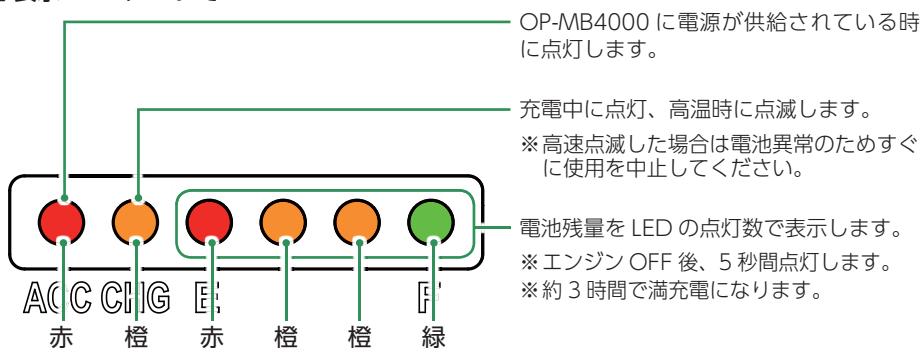 OP-MB4000 に電源が供給されている時
に点灯します。
充電中に点灯、高温時に点滅します。
※高速点滅した場合は電池異常のためすぐ
に使用を中止してください。
電池残量を LED の点灯数で表示します。
※エンジン OFF 後、5 秒間点灯します。
※約 3 時間で満充電になります。
ACC CHG E F
赤 橙 赤 橙 橙 緑